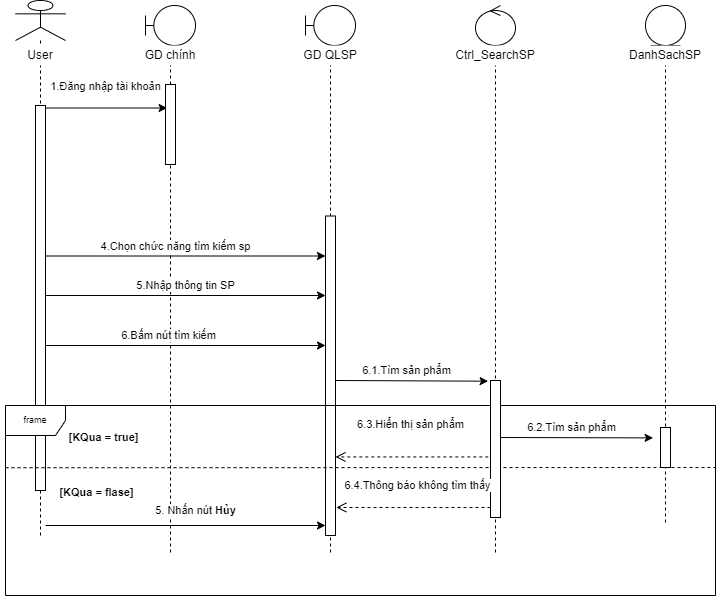 User
GD chính
GD QLSP
Ctrl_SearchSP
DanhSachSP
1.Đăng nhập tài khoản
4.Chọn chức năng tìm kiếm sp
5.Nhập thông tin SP
6.Bấm nút tìm kiếm
6.1.Tìm sản phẩm
frame
[KQua = true]
6.3.Hiển thị sản phẩm
6.2.Tìm sản phẩm
[KQua = flase]
6.4.Thông báo không tìm thấy
5. Nhấn nút Hủy